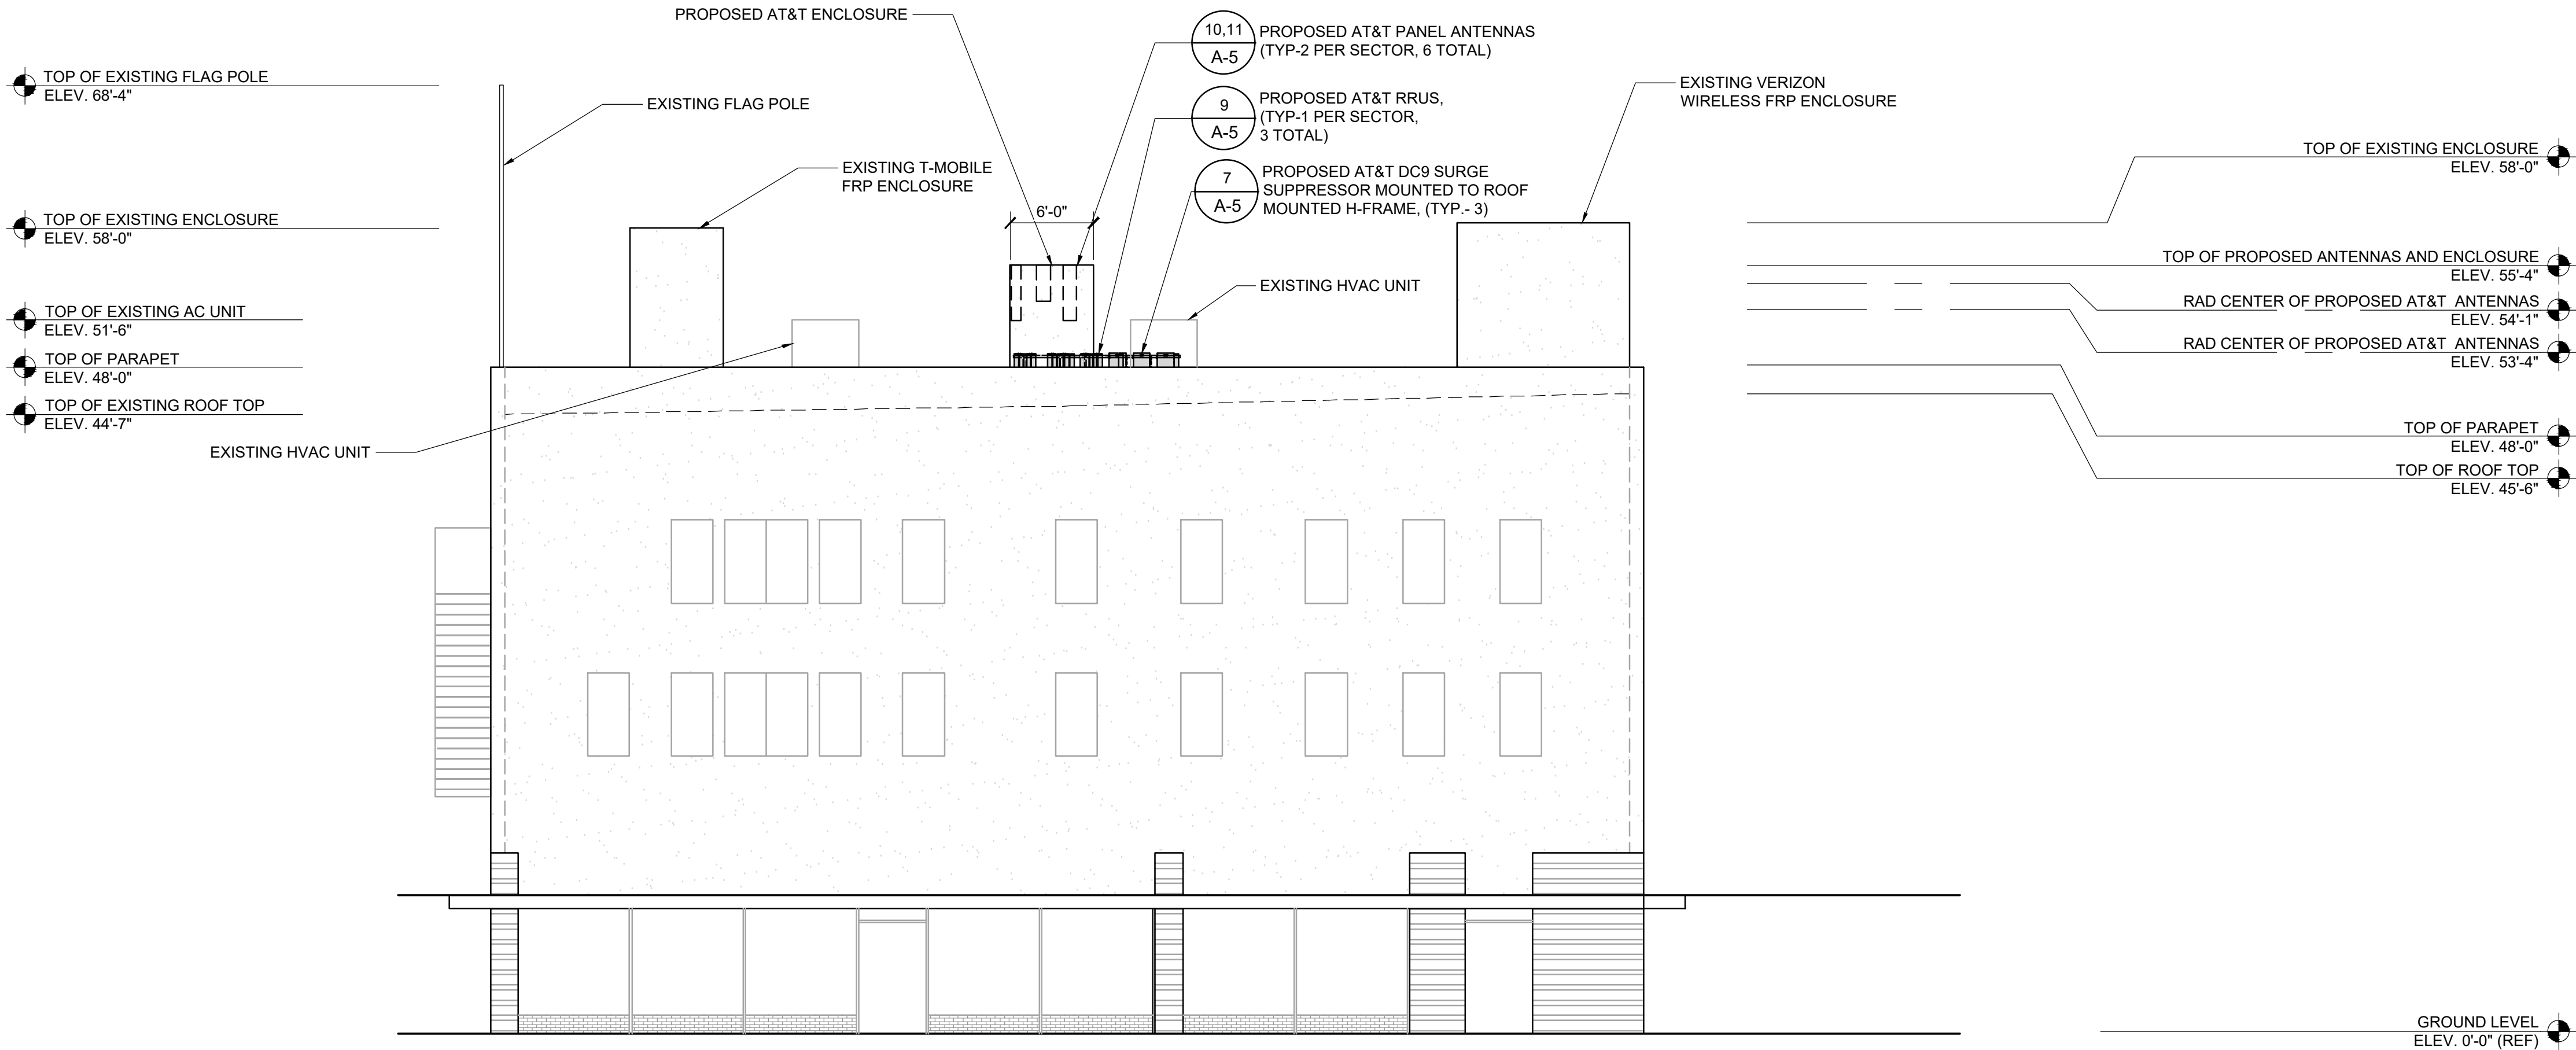 PROPOSED AT&T ENCLOSURE
10,11
A-5
PROPOSED AT&T PANEL ANTENNAS
(TYP-2 PER SECTOR, 6 TOTAL)
TOP OF EXISTING FLAG POLE
ELEV. 68'-4"
EXISTING FLAG POLE
9
A-5
PROPOSED AT&T RRUS,
(TYP-1 PER SECTOR,
3 TOTAL)
EXISTING VERIZON
WIRELESS FRP ENCLOSURE
EXISTING T-MOBILE
FRP ENCLOSURE
7
A-5
PROPOSED AT&T DC9 SURGE
SUPPRESSOR MOUNTED TO ROOF
MOUNTED H-FRAME, (TYP.- 3)
TOP OF EXISTING ENCLOSURE
ELEV. 58'-0"
6'-0"
TOP OF EXISTING ENCLOSURE
ELEV. 58'-0"
TOP OF PROPOSED ANTENNAS AND ENCLOSURE
ELEV. 55'-4"
EXISTING HVAC UNIT
TOP OF EXISTING AC UNIT
ELEV. 51'-6"
RAD CENTER OF PROPOSED AT&T ANTENNAS
ELEV. 54'-1"
TOP OF PARAPET
ELEV. 48'-0"
RAD CENTER OF PROPOSED AT&T ANTENNAS
ELEV. 53'-4"
TOP OF EXISTING ROOF TOP
ELEV. 44'-7"
EXISTING HVAC UNIT
TOP OF PARAPET
ELEV. 48'-0"
TOP OF ROOF TOP
ELEV. 45'-6"
GROUND LEVEL
ELEV. 0'-0" (REF)